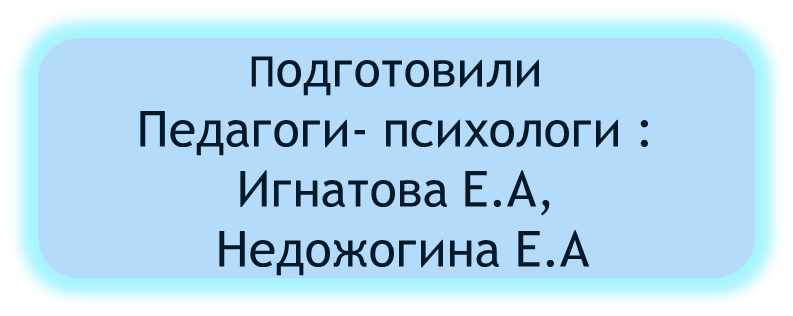 Подготовили
Педагоги- психологи :
Игнатова Е.А,
Недожогина Е.А